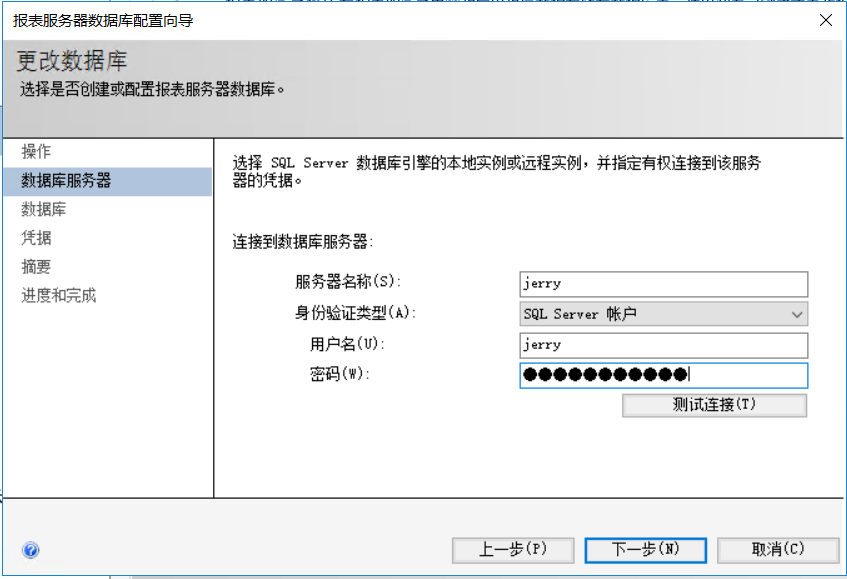 报表服务器数据库配置向导
更改数据库
选择是否创建或配置报表服务器数据库。
操作
数据库服务器
数据库
凭据
摘要
进度和完成
选择 SQL Server 数据库引擎的本地实例或远程实例，并指定有权连接到该服务
器的凭据。
连接到数据库服务器:
服务器名称(S): jerry
身份验证类型(A): SQL Server 帐户
用户名(U): jerry
密码(W): ●●●●●●●●●●●
测试连接(T)
上一步(P) 下一步(N) 取消(C)